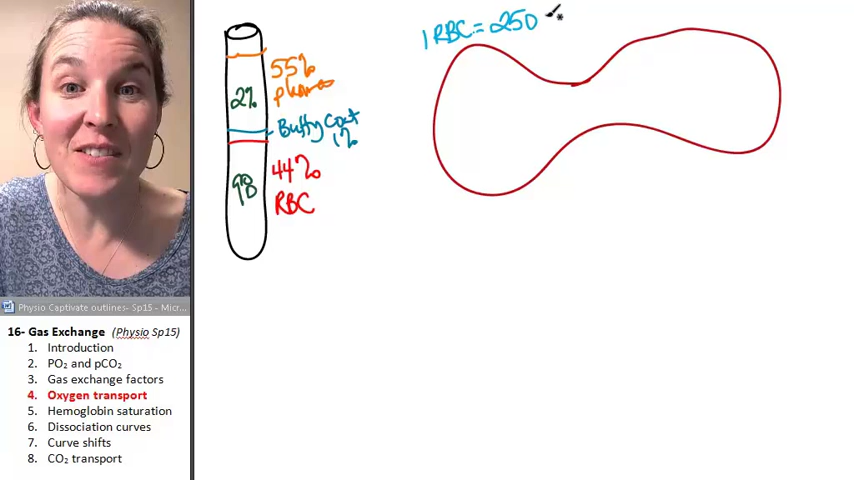 1 RBC = 250
55%
plasma
2%
Buffy Coat
1%
44%
RBC
98
Physio Captivate outlines- Sp15 - Micr...
16- Gas Exchange (Physio Sp15)
1. Introduction
2. PO₂ and pCO₂
3. Gas exchange factors
4. Oxygen transport
5. Hemoglobin saturation
6. Dissociation curves
7. Curve shifts
8. CO₂ transport